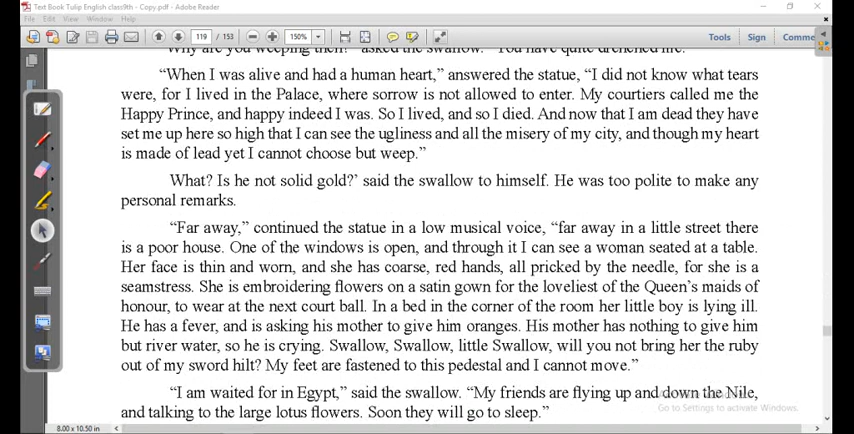 Text Book Tulip English class9th - Copy.pdf - Adobe Reader
File Edit View Window Help
119 / 153 150% Tools Sign Comme
"Why are you weeping then?" asked the swallow. "You have quite drenched me."
"When I was alive and had a human heart," answered the statue, "I did not know what tears
were, for I lived in the Palace, where sorrow is not allowed to enter. My courtiers called me the
Happy Prince, and happy indeed I was. So I lived, and so I died. And now that I am dead they have
set me up here so high that I can see the ugliness and all the misery of my city, and though my heart
is made of lead yet I cannot choose but weep."
What? Is he not solid gold?' said the swallow to himself. He was too polite to make any
personal remarks.
"Far away," continued the statue in a low musical voice, "far away in a little street there
is a poor house. One of the windows is open, and through it I can see a woman seated at a table.
Her face is thin and worn, and she has coarse, red hands, all pricked by the needle, for she is a
seamstress. She is embroidering flowers on a satin gown for the loveliest of the Queen's maids of
honour, to wear at the next court ball. In a bed in the corner of the room her little boy is lying ill.
He has a fever, and is asking his mother to give him oranges. His mother has nothing to give him
but river water, so he is crying. Swallow, Swallow, little Swallow, will you not bring her the ruby
out of my sword hilt? My feet are fastened to this pedestal and I cannot move."
"I am waited for in Egypt," said the swallow. "My friends are flying up and down the Nile,
and talking to the large lotus flowers. Soon they will go to sleep."
Go to Settings to activate Windows.
8.00 x 10.50 in